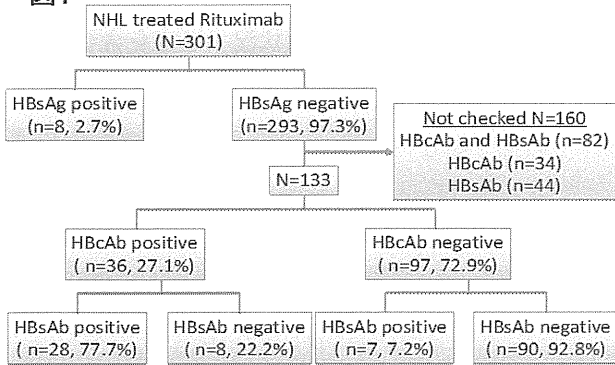 NHL treated Rituximab
(N=301)
HBsAg positive
(n=8, 2.7%)
HBsAg negative
(n=293, 97.3%)
Not checked N=160
HBcAb and HBsAb (n=82)
HBcAb (n=34)
HBsAb (n=44)
N=133
HBcAb positive
( n=36, 27.1%)
HBcAb negative
( n=97, 72.9%)
HBsAb positive
( n=28, 77.7%)
HBsAb negative
( n=8, 22.2%)
HBsAb positive
( n=7, 7.2%)
HBsAb negative
( n=90, 92.8%)